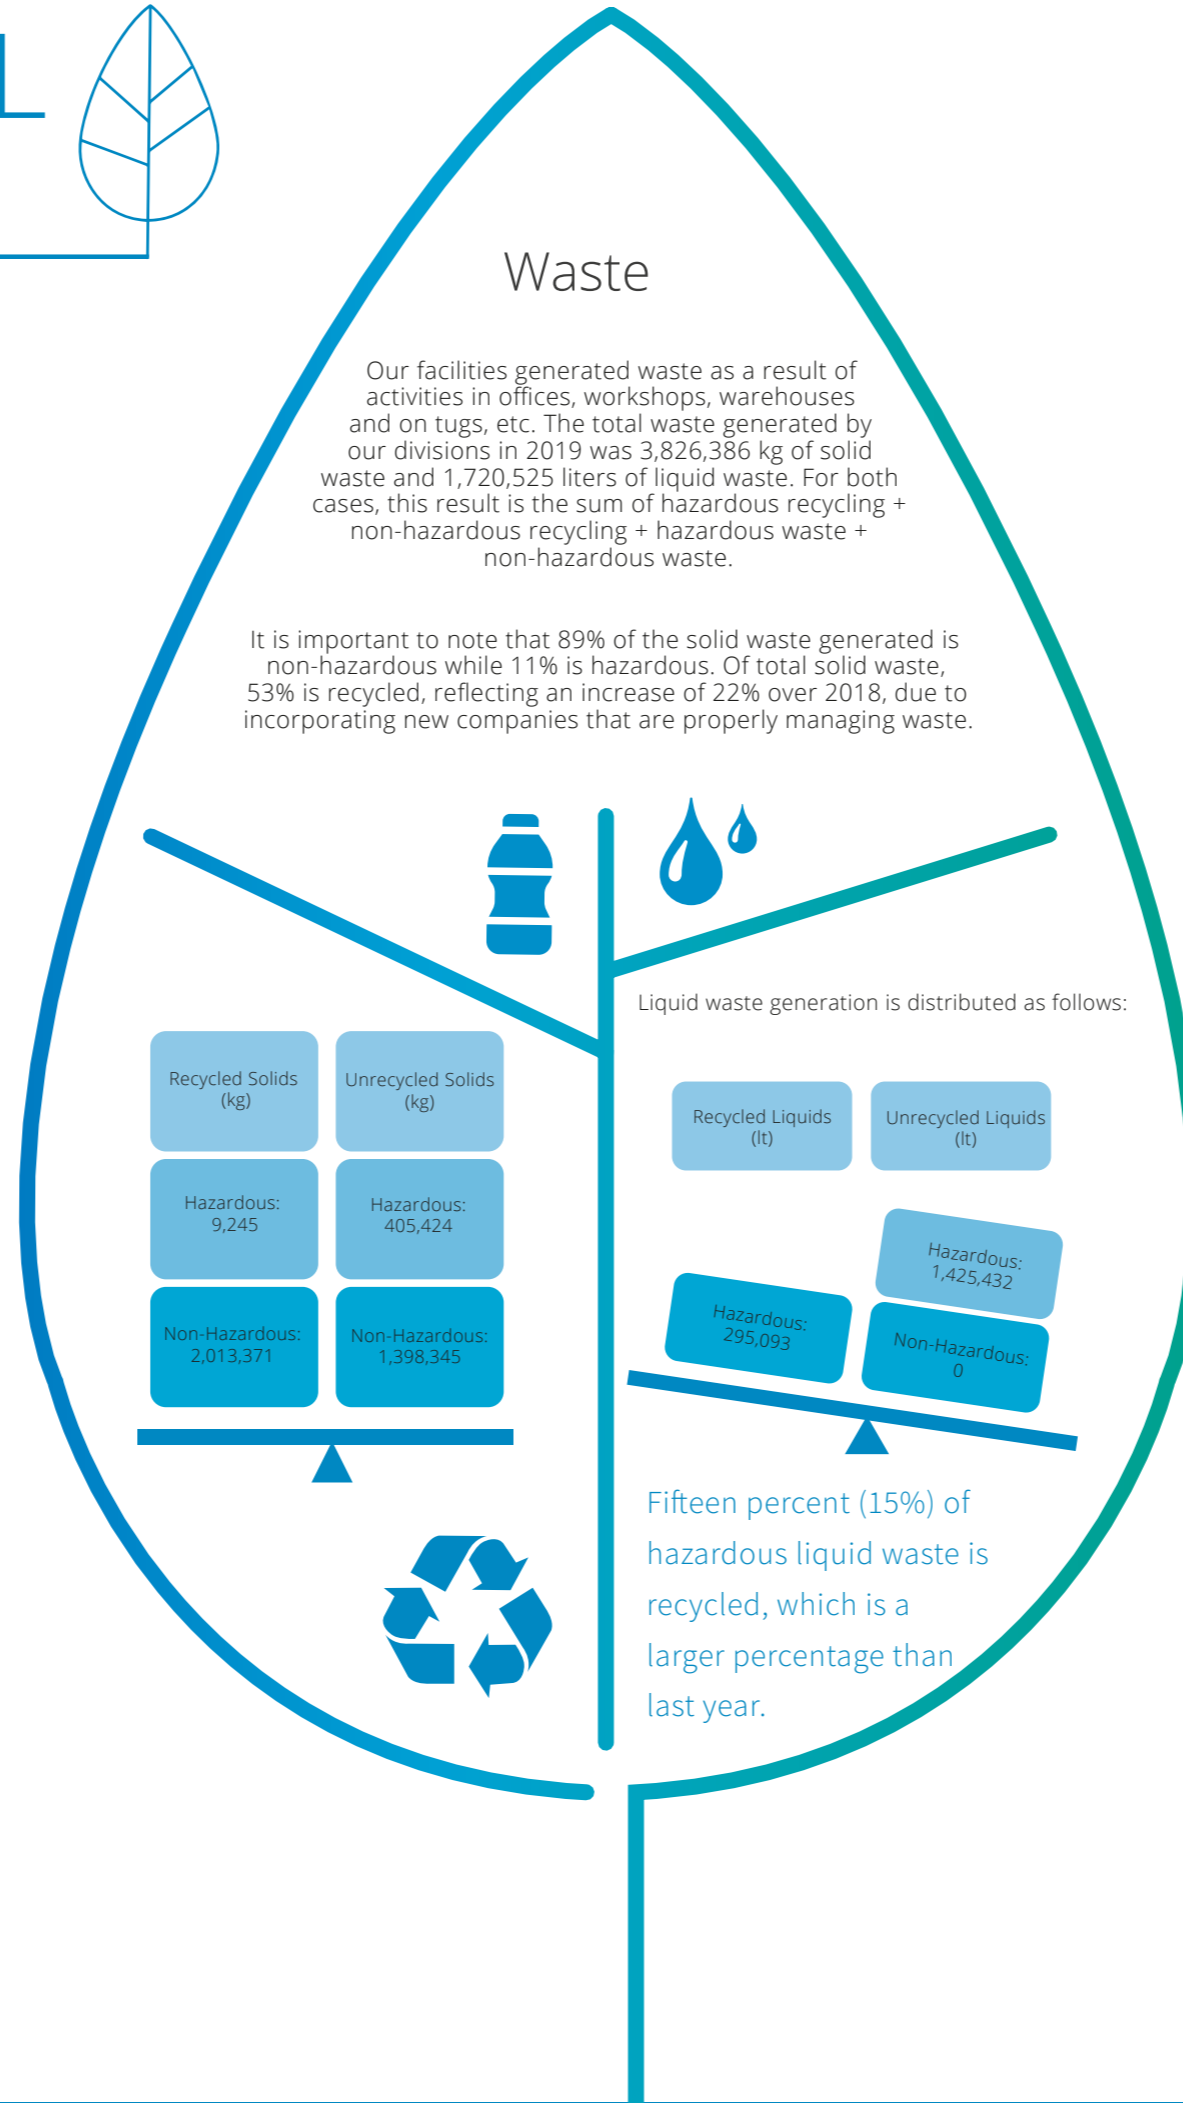 L
Waste
Our facilities generated waste as a result of
activities in offices, workshops, warehouses
and on tugs, etc. The total waste generated by
our divisions in 2019 was 3,826,386 kg of solid
waste and 1,720,525 liters of liquid waste. For both
cases, this result is the sum of hazardous recycling +
non-hazardous recycling + hazardous waste +
non-hazardous waste.
It is important to note that 89% of the solid waste generated is
non-hazardous while 11% is hazardous. Of total solid waste,
53% is recycled, reflecting an increase of 22% over 2018, due to
incorporating new companies that are properly managing waste.
Recycled Solids
(kg)
Unrecycled Solids
(kg)
Hazardous:
9,245
Hazardous:
405,424
Non-Hazardous:
2,013,371
Non-Hazardous:
1,398,345
Liquid waste generation is distributed as follows:
Recycled Liquids
(lt)
Unrecycled Liquids
(lt)
Hazardous:
1,425,432
Hazardous:
295,093
Non-Hazardous:
0
Fifteen percent (15%) of
hazardous liquid waste is
recycled, which is a
larger percentage than
last year.